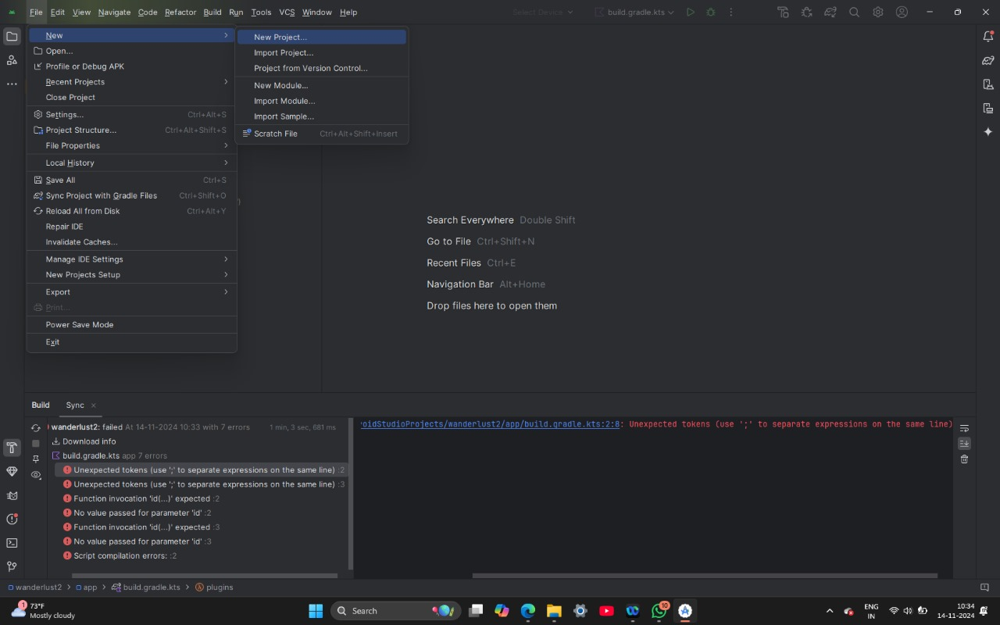 File Edit View Navigate Code Refactor Build Run Tools VCS Window Help Select Device build.gradle.kts
New
Open...
Profile or Debug APK
Recent Projects
Close Project
Settings... Ctrl+Alt+S
Project Structure... Ctrl+Alt+Shift+S
File Properties
Local History
Save All Ctrl+S
Sync Project with Gradle Files Ctrl+Shift+O
Reload All from Disk Ctrl+Alt+Y
Repair IDE
Invalidate Caches...
Manage IDE Settings
New Projects Setup
Export
Print...
Power Save Mode
Exit
New Project...
Import Project...
Project from Version Control...
New Module...
Import Module...
Import Sample...
Scratch File Ctrl+Alt+Shift+Insert
Search Everywhere Double Shift
Go to File Ctrl+Shift+N
Recent Files Ctrl+E
Navigation Bar Alt+Home
Drop files here to open them
Build Sync
wanderlust2: failed At 14-11-2024 10:33 with 7 errors 1 min, 3 sec, 681 ms
Download info
build.gradle.kts app 7 errors
Unexpected tokens (use ';' to separate expressions on the same line) :2
Unexpected tokens (use ';' to separate expressions on the same line) :3
Function invocation 'id(...)' expected :2
No value passed for parameter 'id' :2
Function invocation 'id(...)' expected :3
No value passed for parameter 'id' :3
Script compilation errors: :2
oidStudioProjects/wanderlust2/app/build.gradle.kts:2:8: Unexpected tokens (use ';' to separate expressions on the same line)
wanderlust2 app build.gradle.kts plugins
1
73°F
Mostly cloudy
Search
10
ENG
IN
10:34
14-11-2024